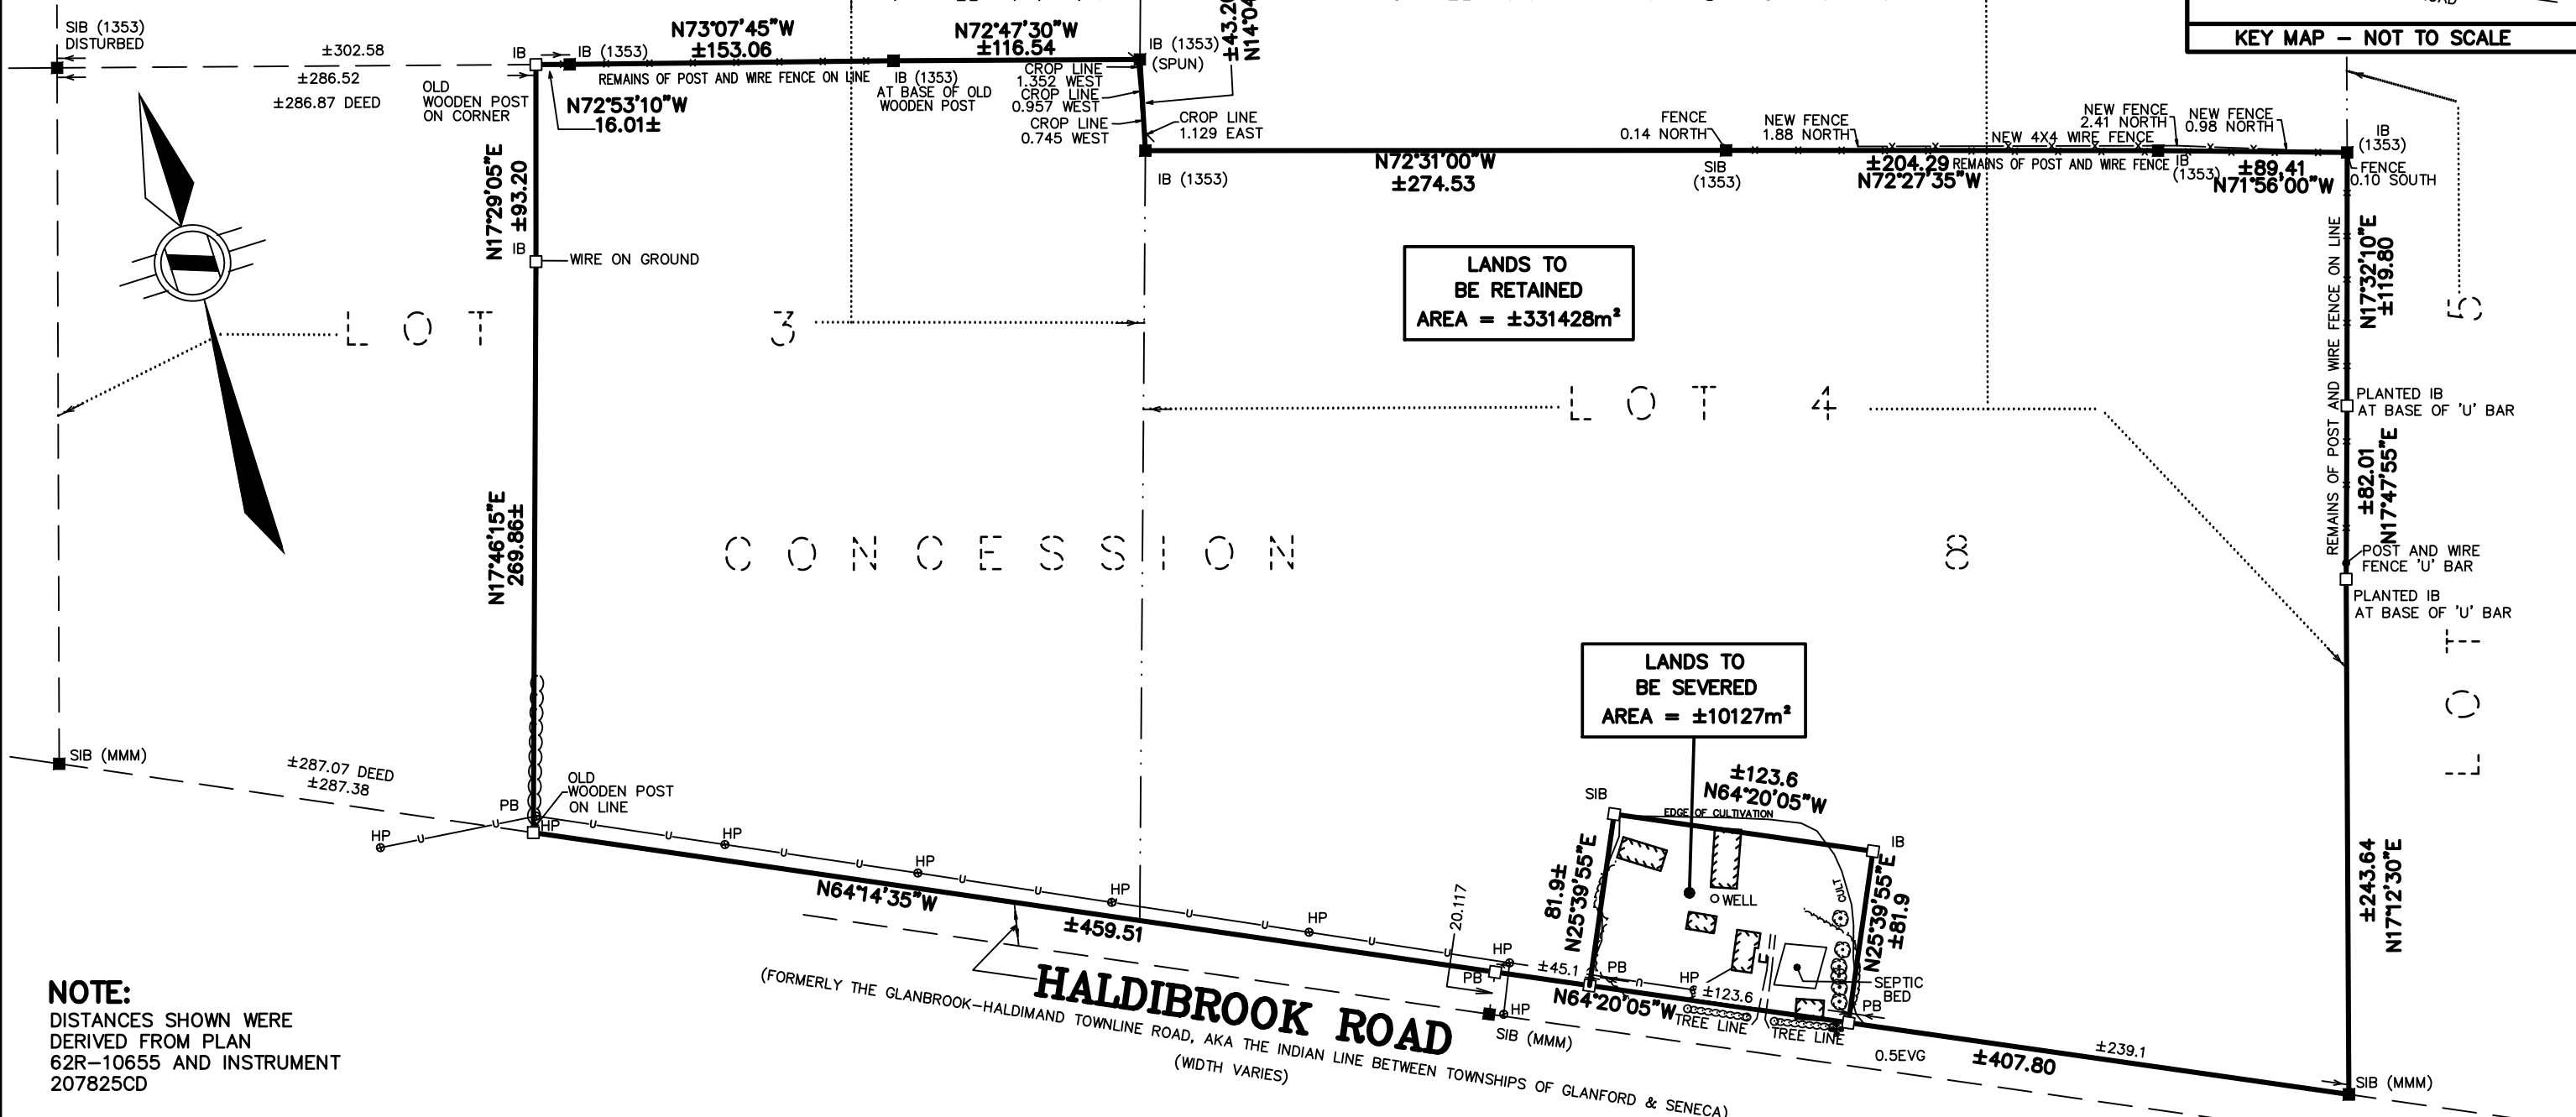 KEY MAP – NOT TO SCALE
SIB (1353)
DISTURBED
±302.58
±286.52
±286.87 DEED
OLD
WOODEN POST
ON CORNER
IB
IB (1353)
N73°07'45"W
±153.06
REMAINS OF POST AND WIRE FENCE ON LINE
N72°53'10"W
16.01±
N72°47'30"W
±116.54
IB (1353)
AT BASE OF OLD
WOODEN POST
IB (1353)
(SPUN)
CROP LINE
1.352 WEST
CROP LINE
0.957 WEST
CROP LINE
0.745 WEST
CROP LINE
1.129 EAST
IB (1353)
N72°31'00"W
±274.53
FENCE
0.14 NORTH
SIB
(1353)
NEW FENCE
1.88 NORTH
NEW 4X4 WIRE FENCE
±204.29
N72°27'35"W
REMAINS OF POST AND WIRE FENCE
NEW FENCE
2.41 NORTH
NEW FENCE
0.98 NORTH
IB
(1353)
±89.41
N71°56'00"W
IB
(1353)
FENCE
0.10 SOUTH
N17°29'05"E
±93.20
IB
WIRE ON GROUND
LANDS TO
BE RETAINED
AREA = ±331428m²
REMAINS OF POST AND WIRE FENCE ON LINE
N17°32'10"E
±119.80
LOT 3
LOT 4
LOT 5
PLANTED IB
AT BASE OF 'U' BAR
±82.01
N17°47'55"E
POST AND WIRE
FENCE 'U' BAR
PLANTED IB
AT BASE OF 'U' BAR
N17°46'15"E
269.86±
CONCESSION 8
LANDS TO
BE SEVERED
AREA = ±10127m²
SIB (MMM)
±287.07 DEED
±287.38
PB
OLD
WOODEN POST
ON LINE
HP
HP
HP
HP
HP
HP
HP
N64°14'35"W
±459.51
20.117
PB
HP
SIB (MMM)
±45.1
N64°20'05"W
SIB
±123.6
N64°20'05"W
EDGE OF CULTIVATION
IB
81.9±
N25°39'55"E
N25°39'55"E
±81.9
CULT
WELL
PB
HP
±123.6
SEPTIC
BED
PB
TREE LINE
TREE LINE
0.5EVG
±407.80
±239.1
±243.64
N17°12'30"E
SIB (MMM)
HALDIBROOK ROAD
(FORMERLY THE GLANBROOK–HALDIMAND TOWNLINE ROAD, AKA THE INDIAN LINE BETWEEN TOWNSHIPS OF GLANFORD & SENECA)
(WIDTH VARIES)
NOTE:
DISTANCES SHOWN WERE
DERIVED FROM PLAN
62R–10655 AND INSTRUMENT
207825CD